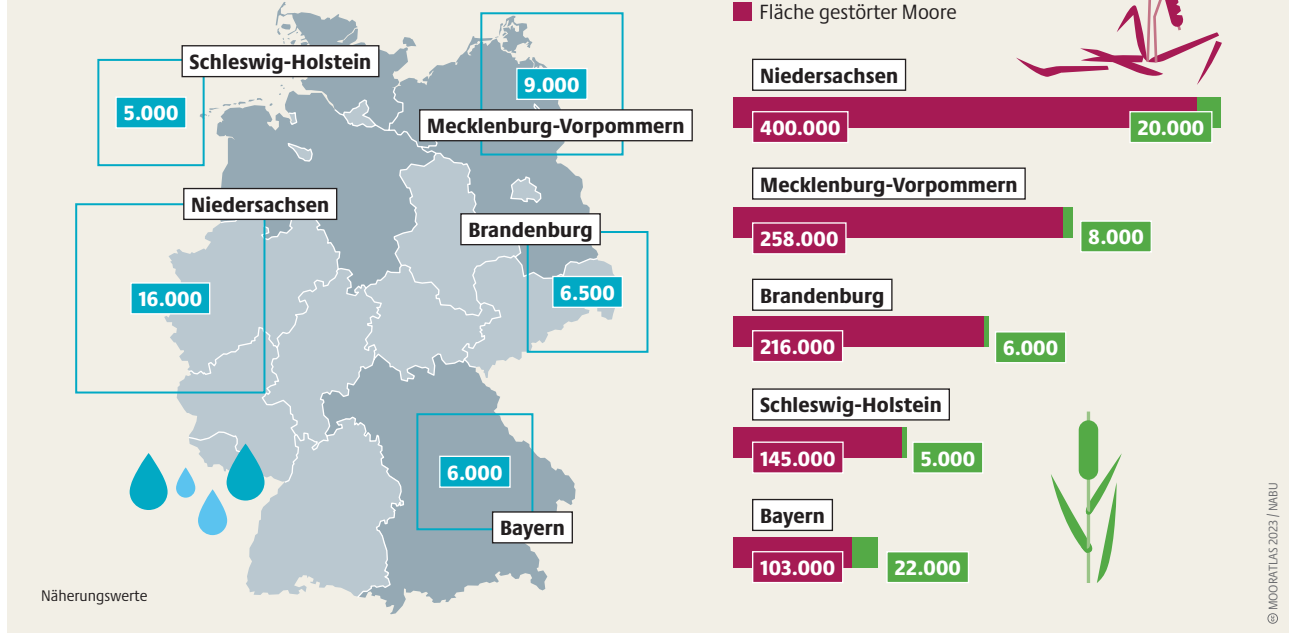 Schleswig-Holstein
5.000
9.000
Mecklenburg-Vorpommern
Niedersachsen
16.000
Brandenburg
6.500
6.000
Bayern
Näherungswerte
Fläche gestörter Moore
Niedersachsen
400.000
20.000
Mecklenburg-Vorpommern
258.000
8.000
Brandenburg
216.000
6.000
Schleswig-Holstein
145.000
5.000
Bayern
103.000
22.000
© MOORATLAS 2023 / NABU